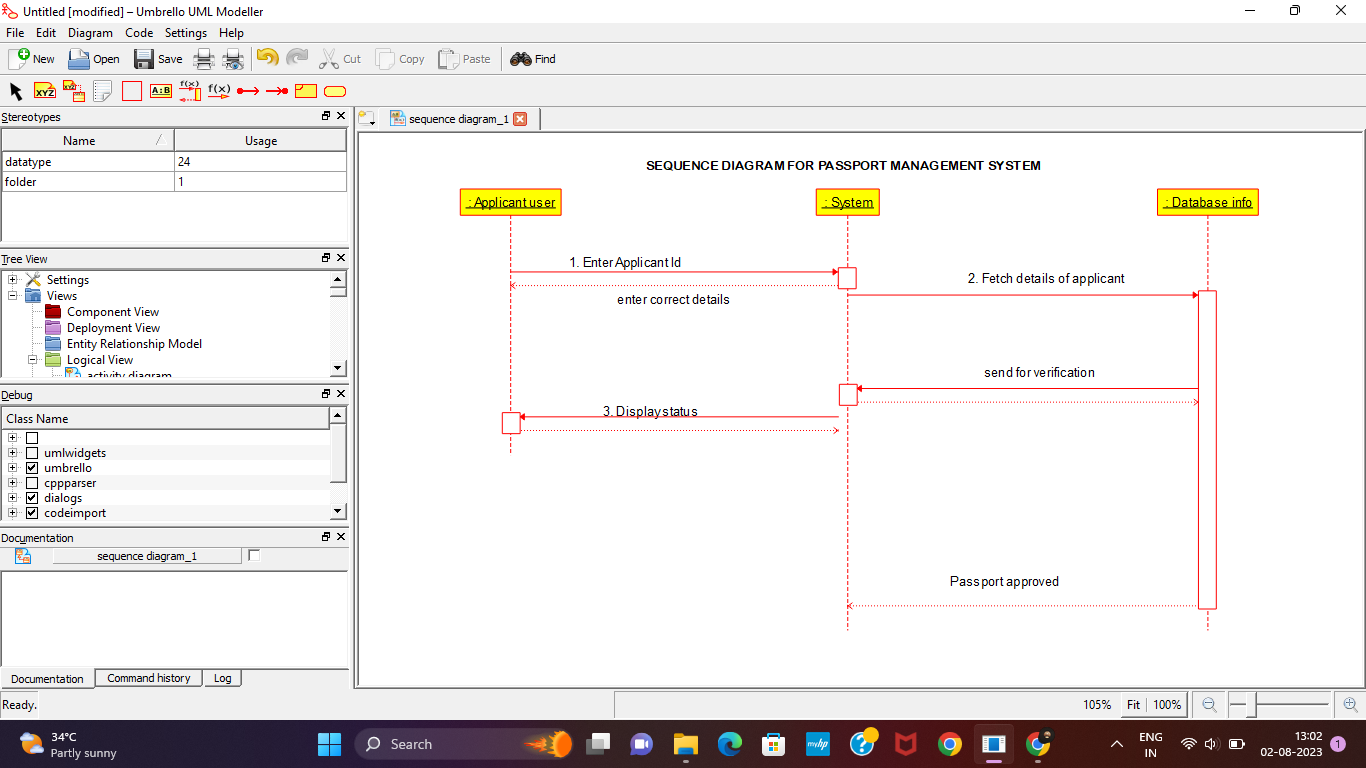 Untitled [modified] – Umbrello UML Modeller
File Edit Diagram Code Settings Help
New Open Save Cut Copy Paste Find
XYZ XYZ A:B f(x) f(x)
Stereotypes
Name Usage
datatype 24
folder 1
Tree View
Settings
Views
Component View
Deployment View
Entity Relationship Model
Logical View
activity diagram
Debug
Class Name
umlwidgets
umbrello
cppparser
dialogs
codeimport
Documentation
sequence diagram_1
Documentation Command history Log
sequence diagram_1
SEQUENCE DIAGRAM FOR PASSPORT MANAGEMENT SYSTEM
: Applicant user : System : Database info
1. Enter Applicant Id
2. Fetch details of applicant
enter correct details
send for verification
3. Display status
Passport approved
Ready.
105% Fit 100%
34°C
Partly sunny
Search
myhp
ENG
IN
13:02
02-08-2023
1